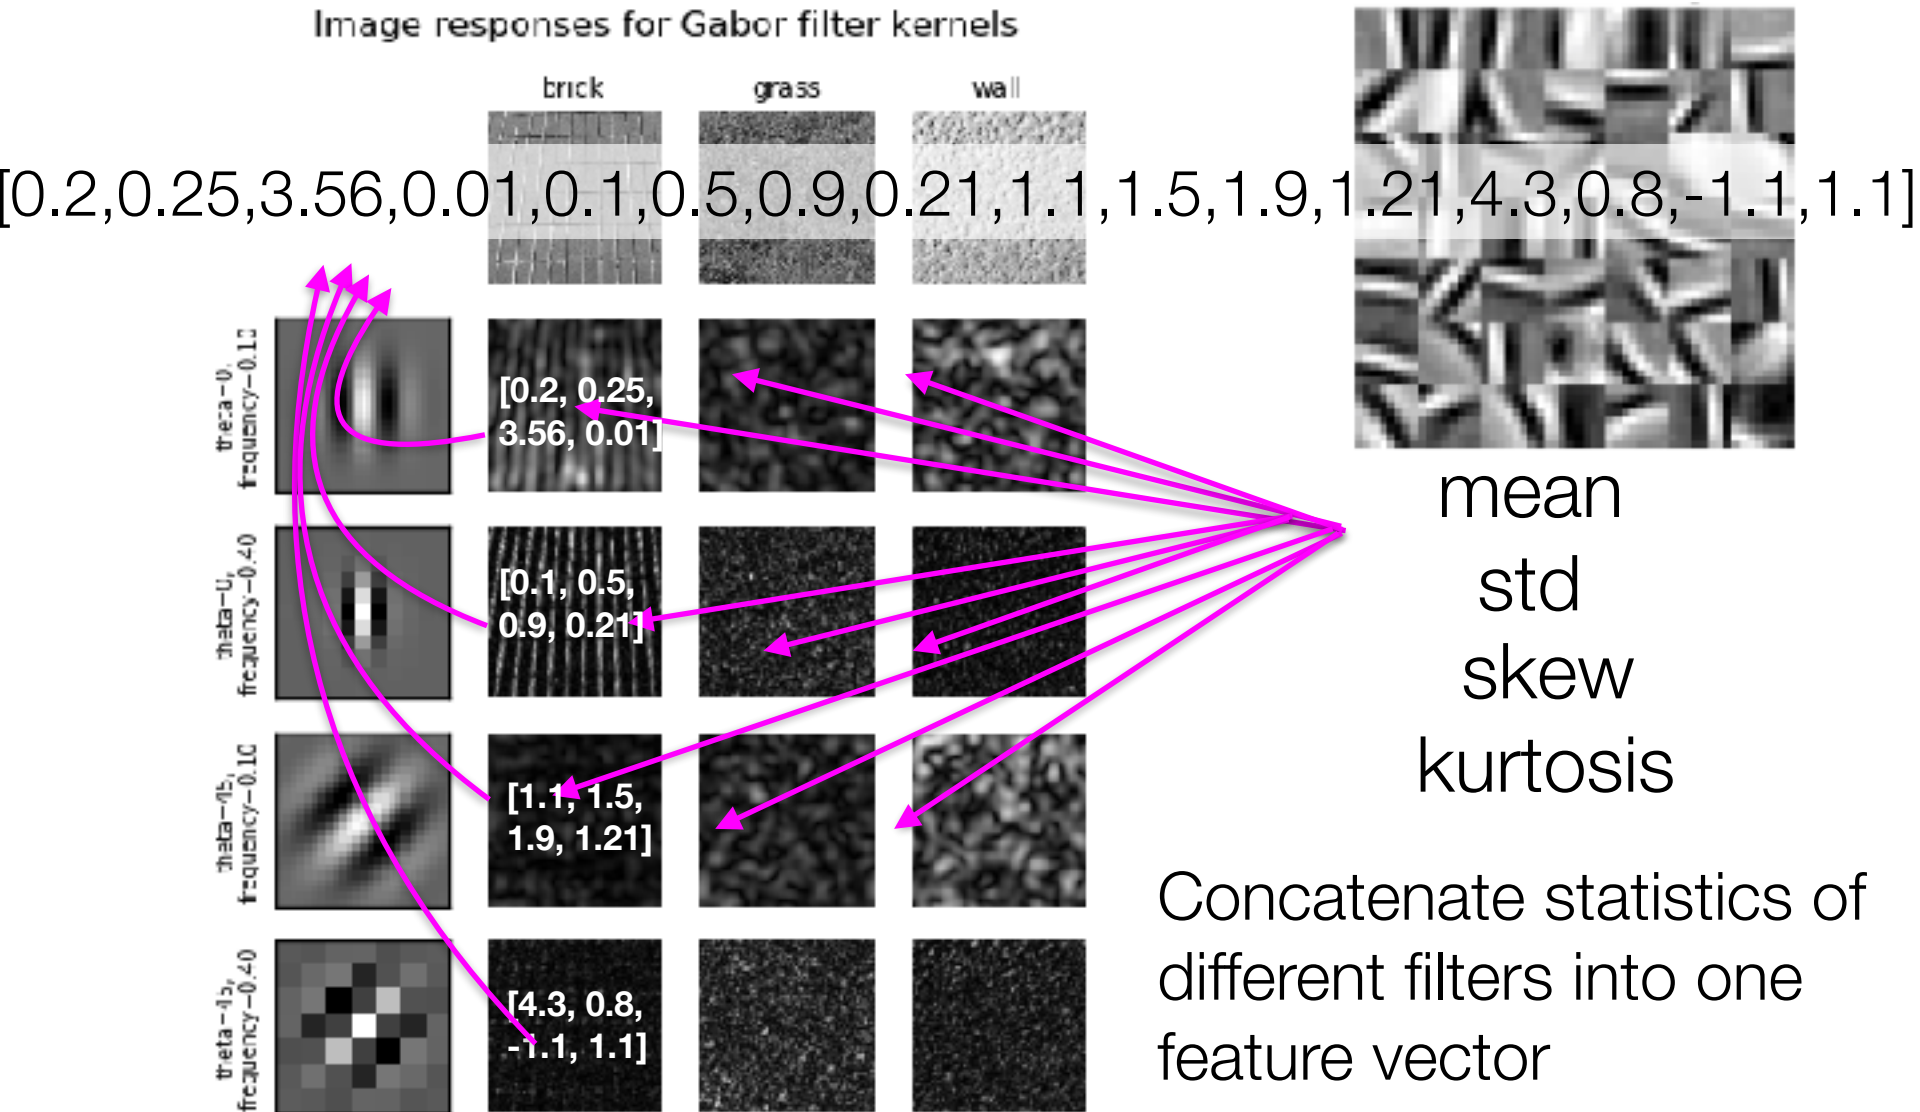 Image responses for Gabor filter kernels
brick
grass
wall
[0.2,0.25,3.56,0.01,0.1,0.5,0.9,0.21,1.1,1.5,1.9,1.21,4.3,0.8,-1.1,1.1]
frequency
[0.2, 0.25,
3.56, 0.01]
frequency
[0.1, 0.5,
0.9, 0.21]
frequency
[1.1, 1.5,
1.9, 1.21]
frequency
[4.3, 0.8,
-1.1, 1.1]
mean
std
skew
kurtosis
Concatenate statistics of
different filters into one
feature vector